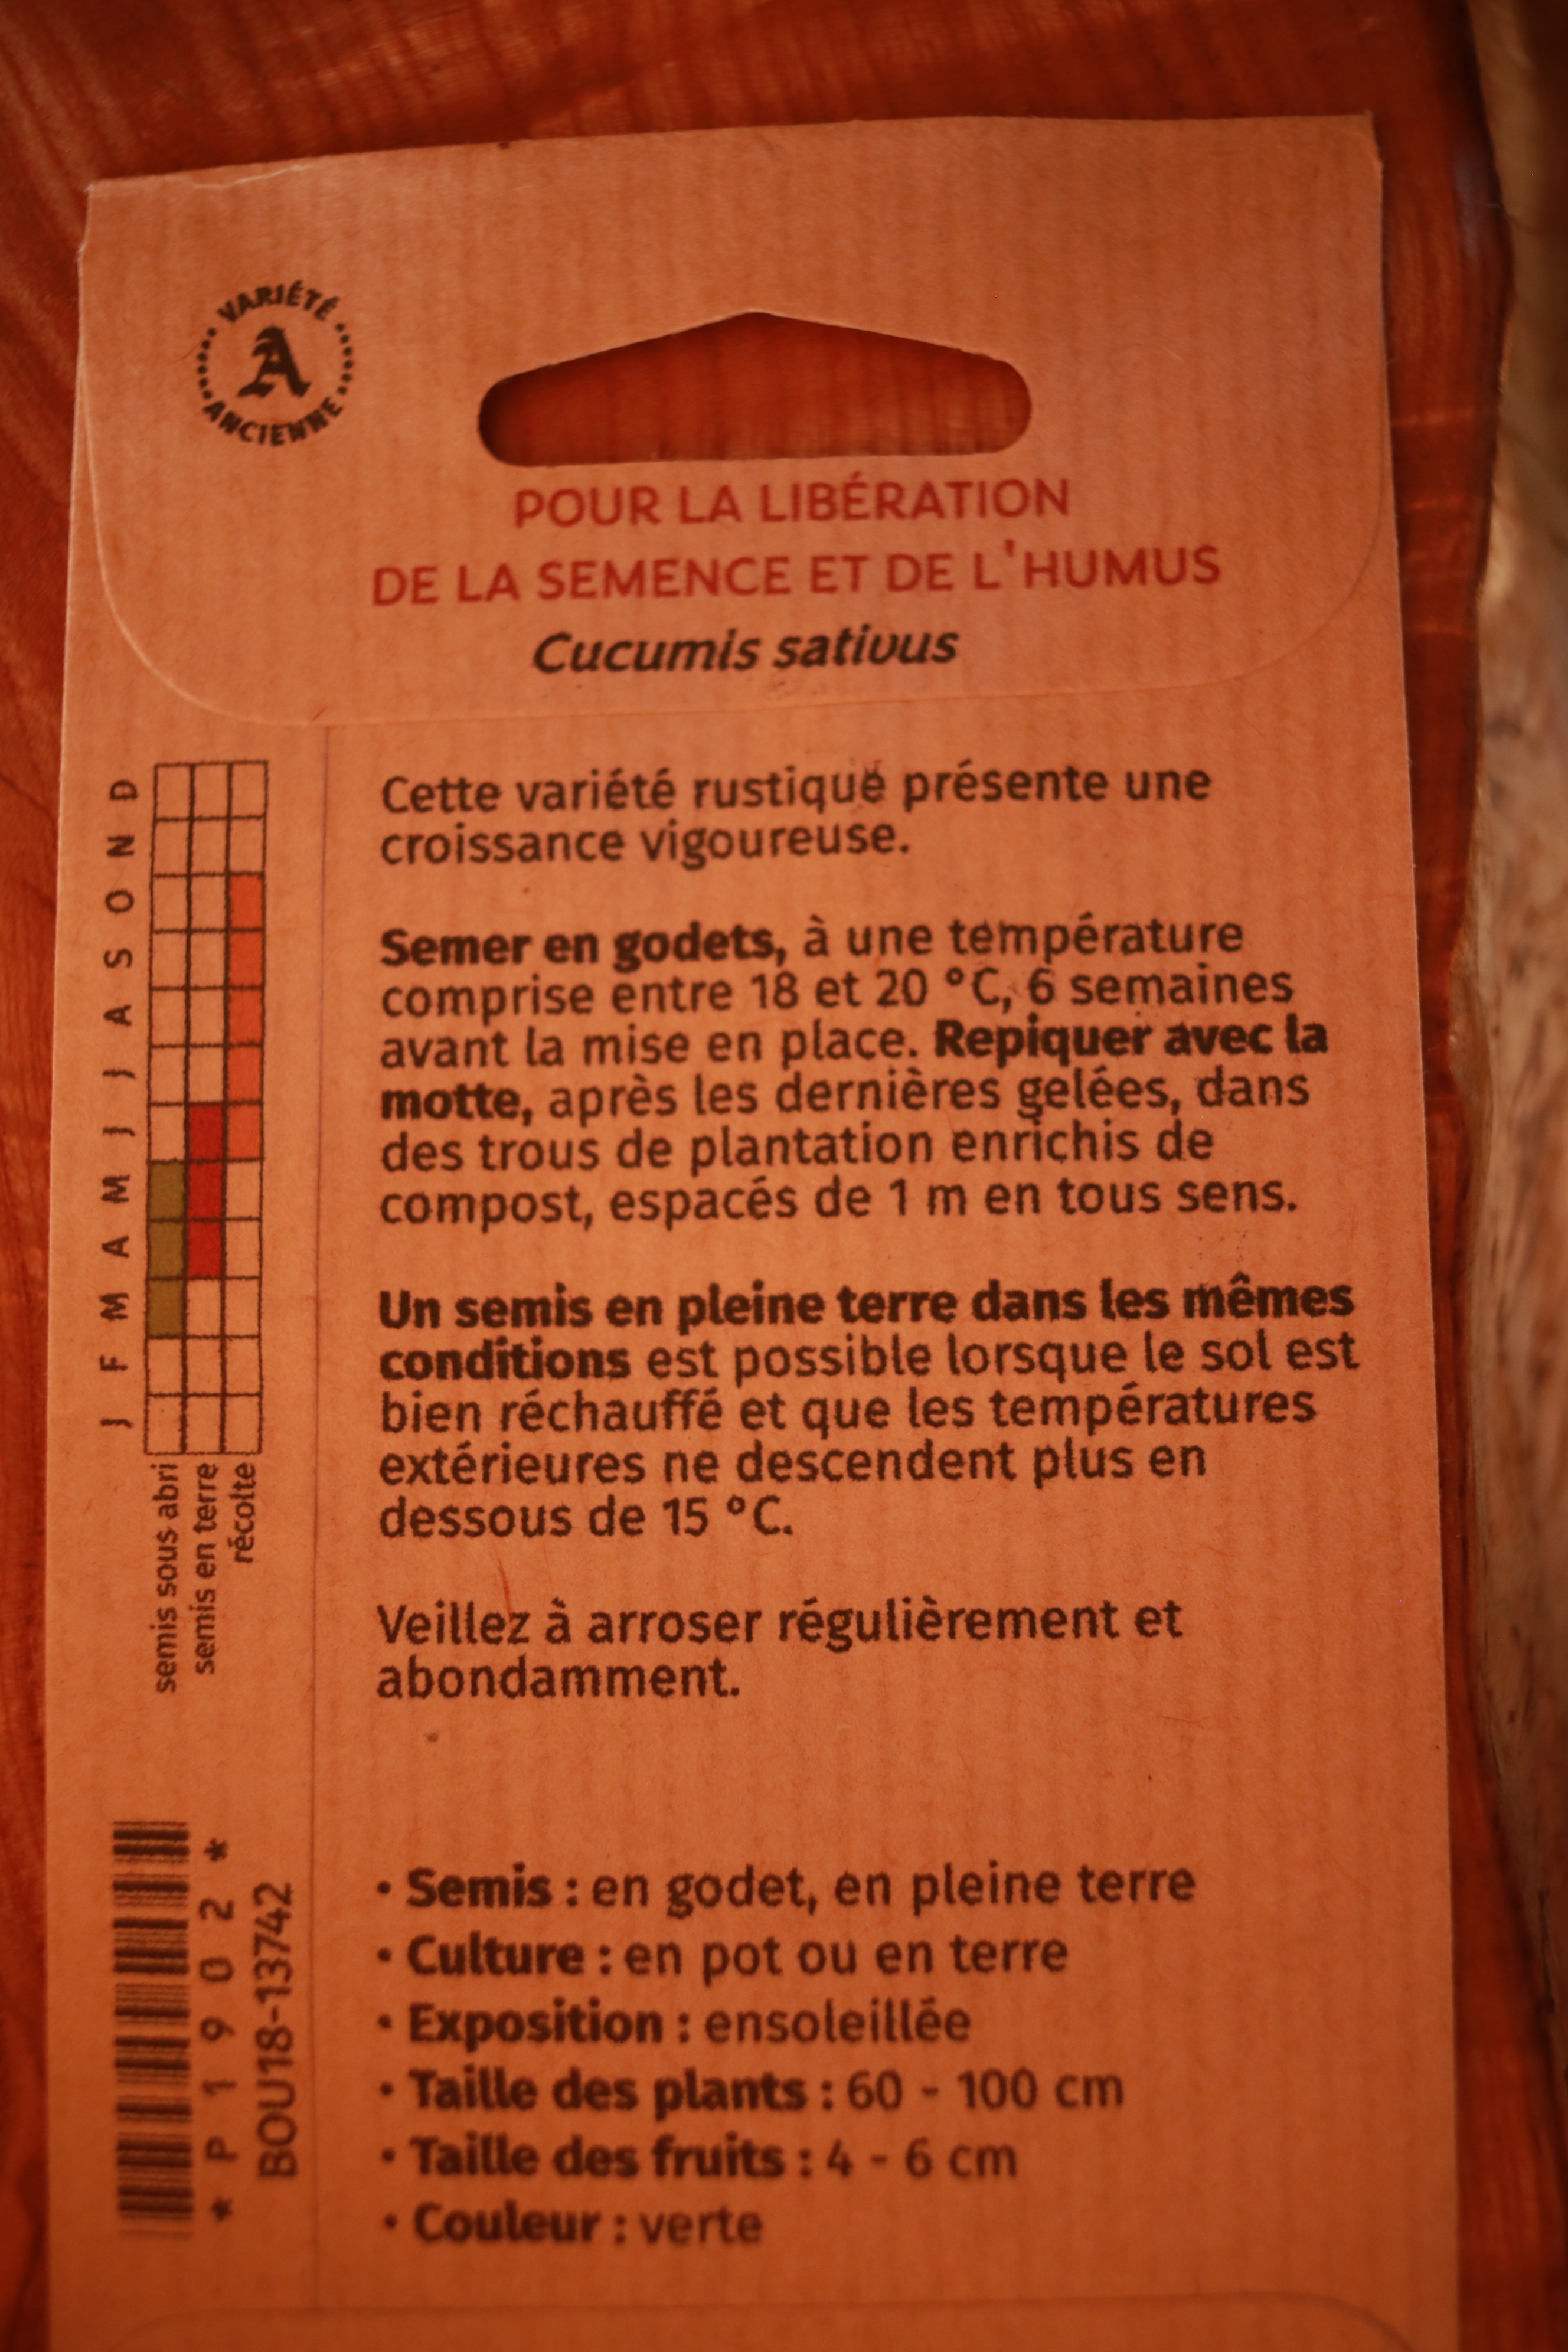 VARIÉTÉ
A
ANCIENNE
POUR LA LIBÉRATION
DE LA SEMENCE ET DE L'HUMUS
Cucumis sativus
J F M A M J J A S O N D
semis sous abri
semis en terre
récolte
Cette variété rustique présente une
croissance vigoureuse.
Semer en godets, à une température
comprise entre 18 et 20 °C, 6 semaines
avant la mise en place. Repiquer avec la
motte, après les dernières gelées, dans
des trous de plantation enrichis de
compost, espacés de 1 m en tous sens.
Un semis en pleine terre dans les mêmes
conditions est possible lorsque le sol est
bien réchauffé et que les températures
extérieures ne descendent plus en
dessous de 15 °C.
Veillez à arroser régulièrement et
abondamment.
* P 1 9 0 2 *
BOU18-13742
• Semis : en godet, en pleine terre
• Culture : en pot ou en terre
• Exposition : ensoleillée
• Taille des plants : 60 - 100 cm
• Taille des fruits : 4 - 6 cm
• Couleur : verte